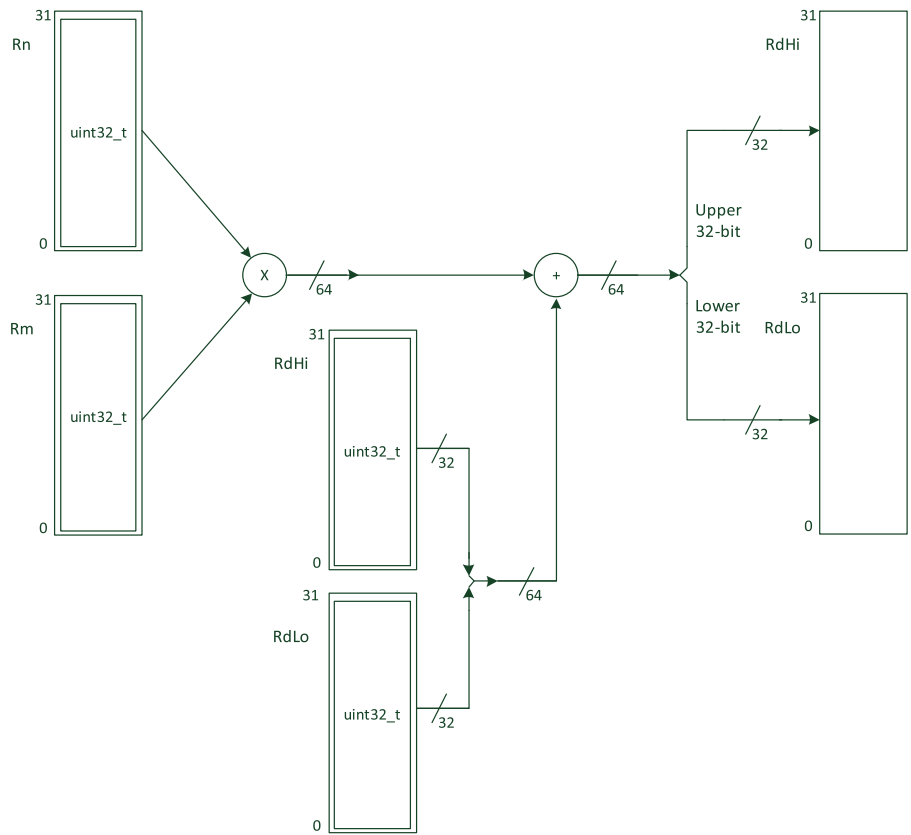 31
Rn
uint32_t
0
31
Rm
uint32_t
0
X
64
31
RdHi
uint32_t
32
0
31
RdLo
uint32_t
32
0
64
+
64
Upper
32-bit
Lower
32-bit
31
RdHi
32
0
31
RdLo
32
0